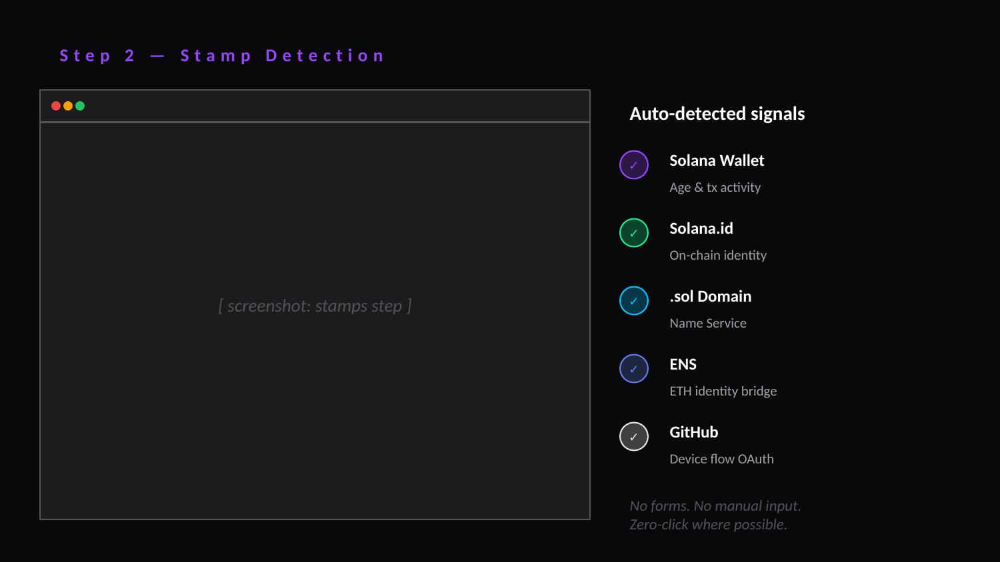 Step 2 — Stamp Detection
[ screenshot: stamps step ]
Auto-detected signals
✓ Solana Wallet
Age & tx activity
✓ Solana.id
On-chain identity
✓ .sol Domain
Name Service
✓ ENS
ETH identity bridge
✓ GitHub
Device flow OAuth
No forms. No manual input.
Zero-click where possible.